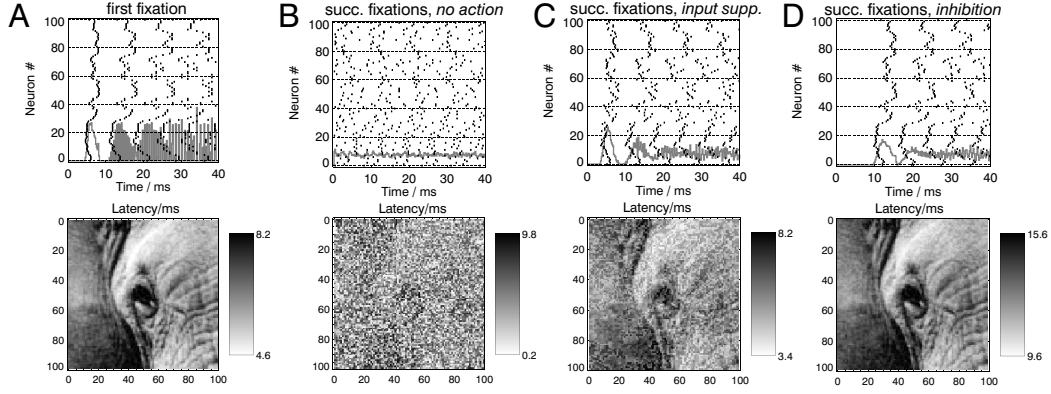 A
first fixation
Neuron #
100
80
60
40
20
0
0 10 20 30 40
Time / ms
Latency/ms
0
20
40
60
80
100
0 20 40 60 80 100
8.2
4.6
B
succ. fixations, no action
Neuron #
100
80
60
40
20
0
0 10 20 30 40
Time / ms
Latency/ms
0
20
40
60
80
100
0 20 40 60 80 100
9.8
0.2
C
succ. fixations, input supp.
Neuron #
100
80
60
40
20
0
0 10 20 30 40
Time / ms
Latency/ms
0
20
40
60
80
100
0 20 40 60 80 100
8.2
3.4
D
succ. fixations, inhibition
Neuron #
100
80
60
40
20
0
0 10 20 30 40
Time / ms
Latency/ms
0
20
40
60
80
100
0 20 40 60 80 100
15.6
9.6